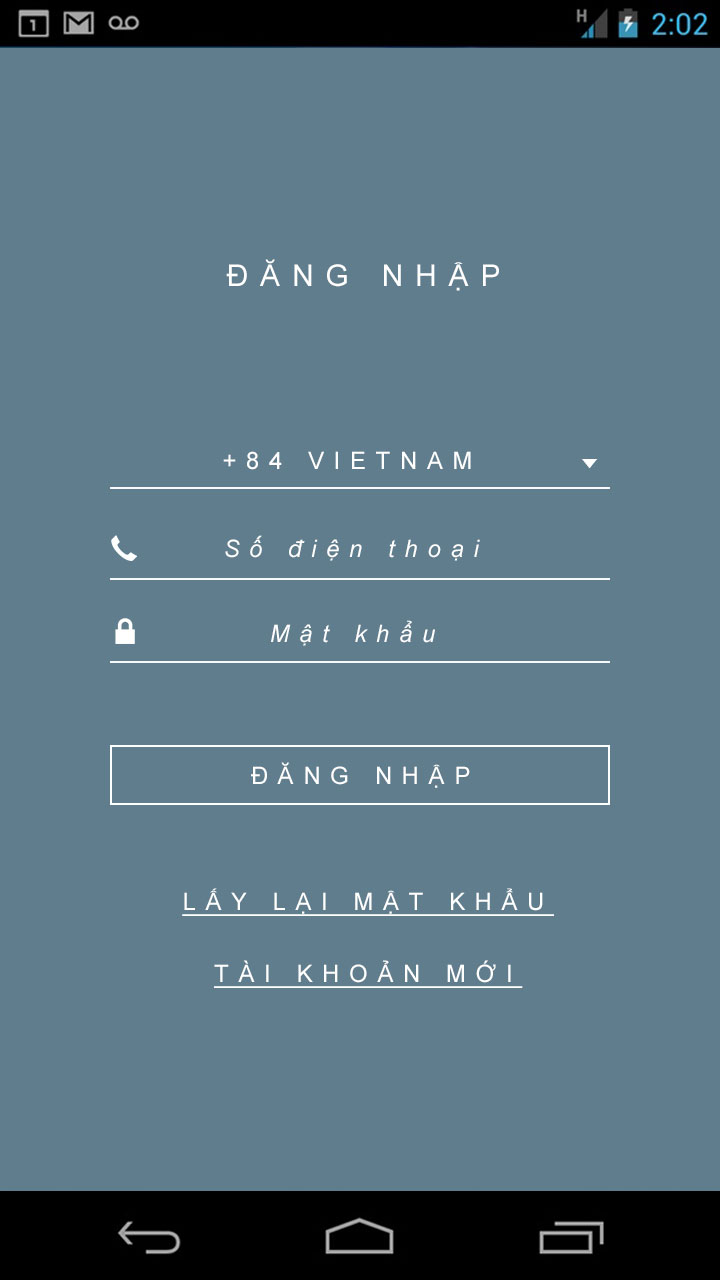 1
H
2:02
ĐĂNG NHẬP
+84 VIETNAM
Số điện thoại
Mật khẩu
ĐĂNG NHẬP
LẤY LẠI MẬT KHẨU
TÀI KHOẢN MỚI